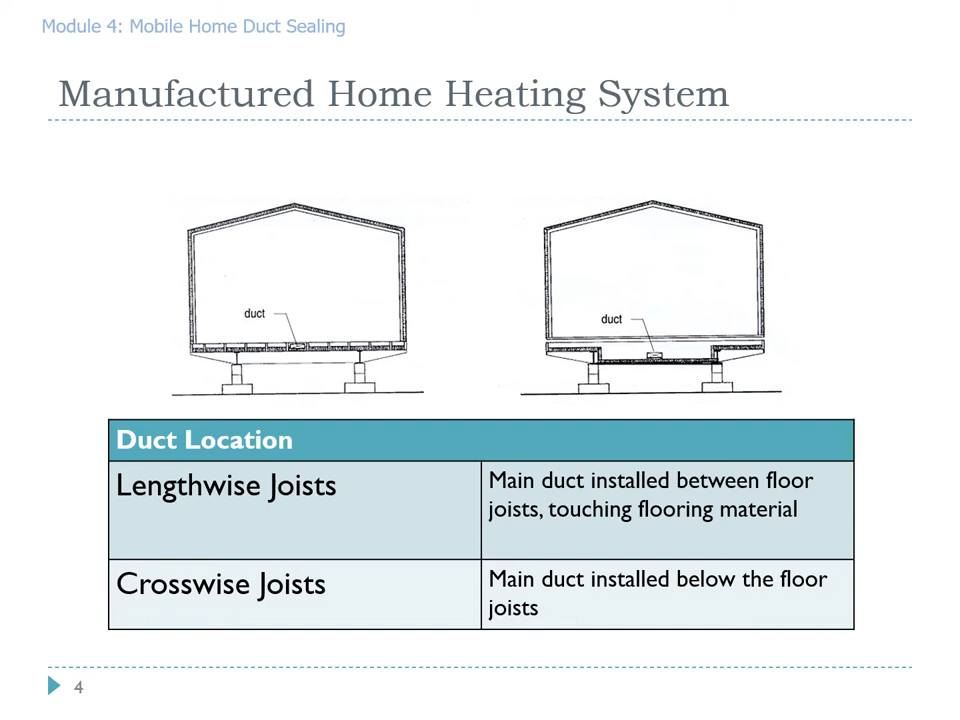 Module 4: Mobile Home Duct Sealing
Manufactured Home Heating System
duct
duct
Duct Location
Lengthwise Joists
Main duct installed between floor
joists, touching flooring material
Crosswise Joists
Main duct installed below the floor
joists
4